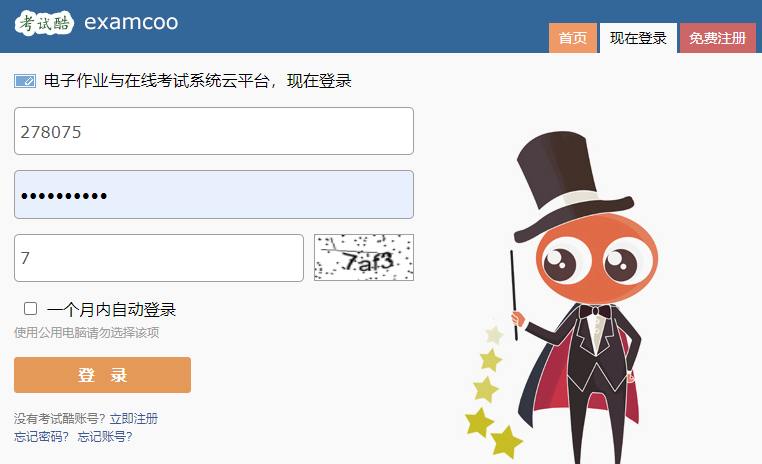 考试酷 examcoo
首页 现在登录 免费注册
电子作业与在线考试系统云平台，现在登录
278075
••••••••••
7 7af3
一个月内自动登录
使用公用电脑请勿选择该项
登 录
没有考试酷账号？立即注册
忘记密码？ 忘记账号？